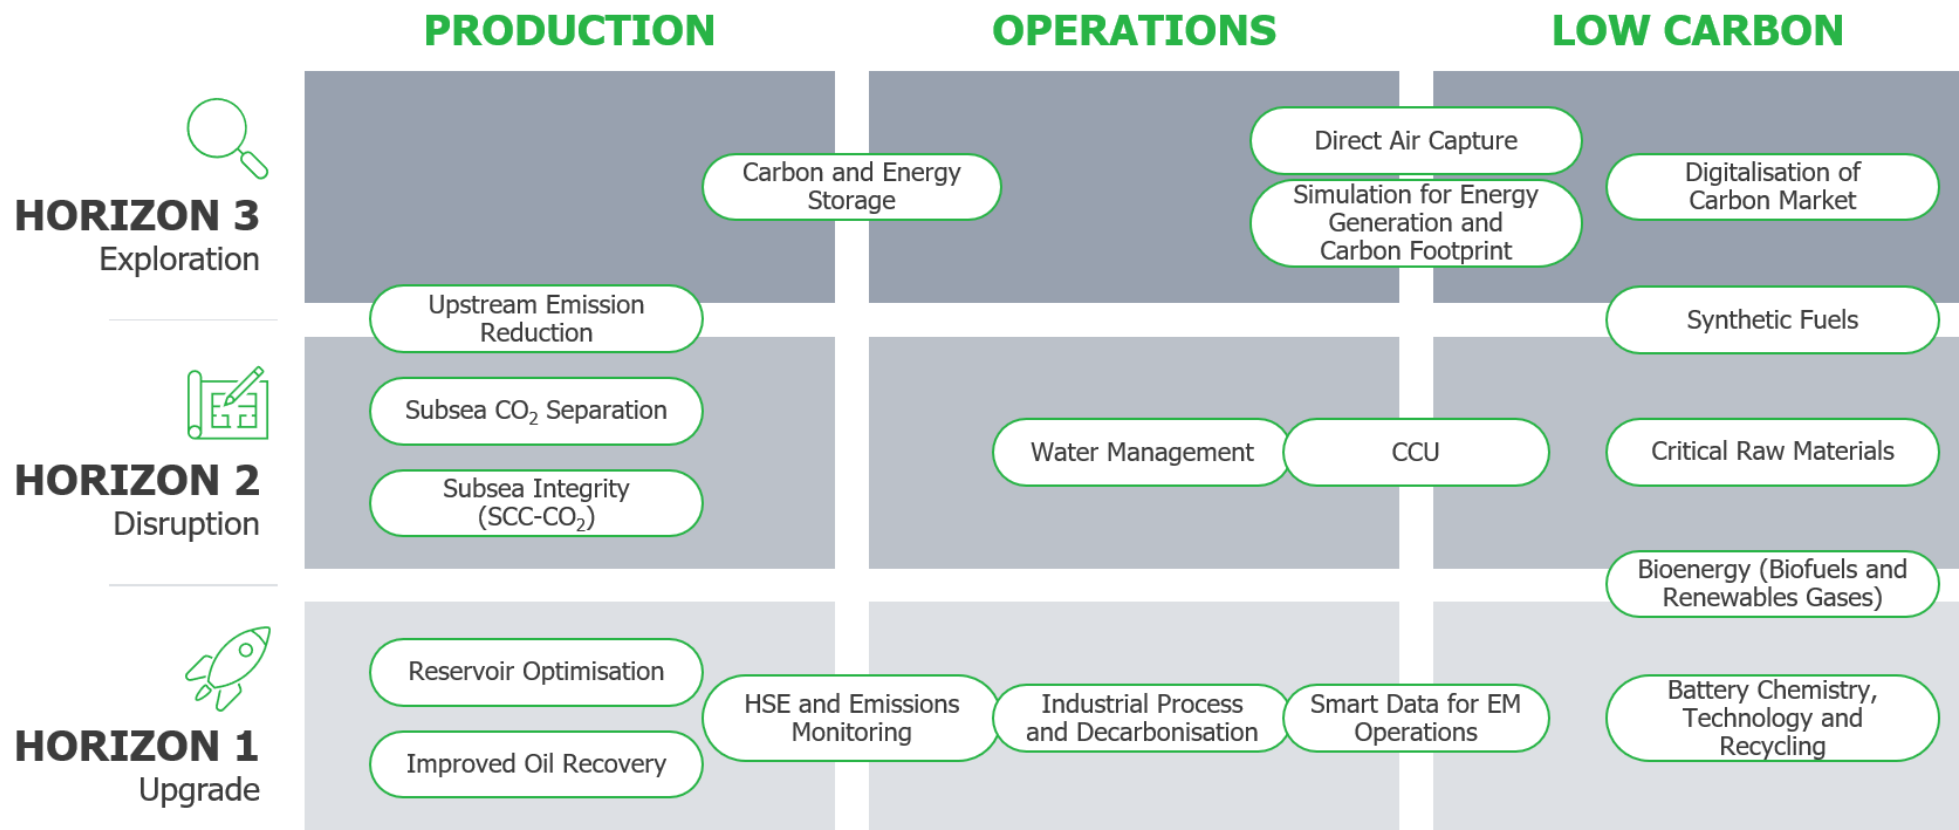 PRODUCTION
OPERATIONS
LOW CARBON
HORIZON 3
Exploration
Carbon and Energy
Storage
Direct Air Capture
Simulation for Energy
Generation and
Carbon Footprint
Digitalisation of
Carbon Market
Upstream Emission
Reduction
Synthetic Fuels
HORIZON 2
Disruption
Subsea CO₂ Separation
Subsea Integrity
(SCC-CO₂)
Water Management
CCU
Critical Raw Materials
Bioenergy (Biofuels and
Renewables Gases)
HORIZON 1
Upgrade
Reservoir Optimisation
Improved Oil Recovery
HSE and Emissions
Monitoring
Industrial Process
and Decarbonisation
Smart Data for EM
Operations
Battery Chemistry,
Technology and
Recycling